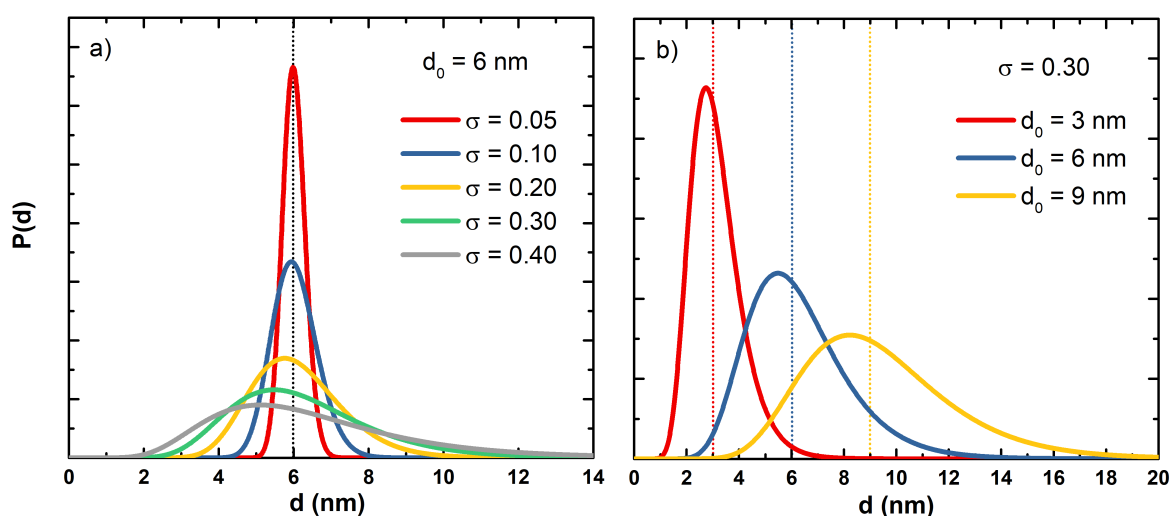 a)
d₀ = 6 nm
σ = 0.05
σ = 0.10
σ = 0.20
σ = 0.30
σ = 0.40
P(d)
0 2 4 6 8 10 12 14
d (nm)
b)
σ = 0.30
d₀ = 3 nm
d₀ = 6 nm
d₀ = 9 nm
0 2 4 6 8 10 12 14 16 18 20
d (nm)